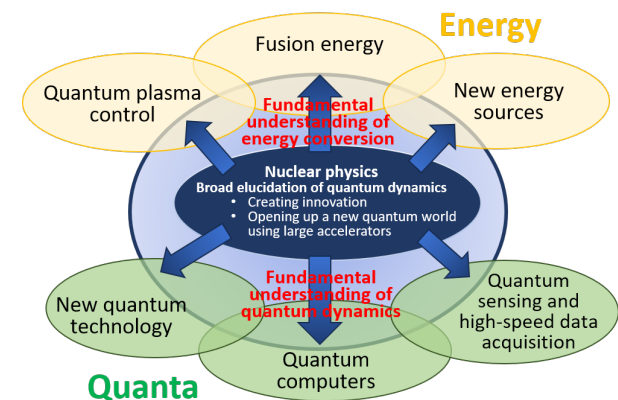 Energy
Fusion energy
Quantum plasma
control
New energy
sources
Fundamental
understanding of
energy conversion
Nuclear physics
Broad elucidation of quantum dynamics
• Creating innovation
• Opening up a new quantum world
using large accelerators
Fundamental
understanding of
quantum dynamics
New quantum
technology
Quantum
computers
Quantum
sensing and
high-speed data
acquisition
Quanta